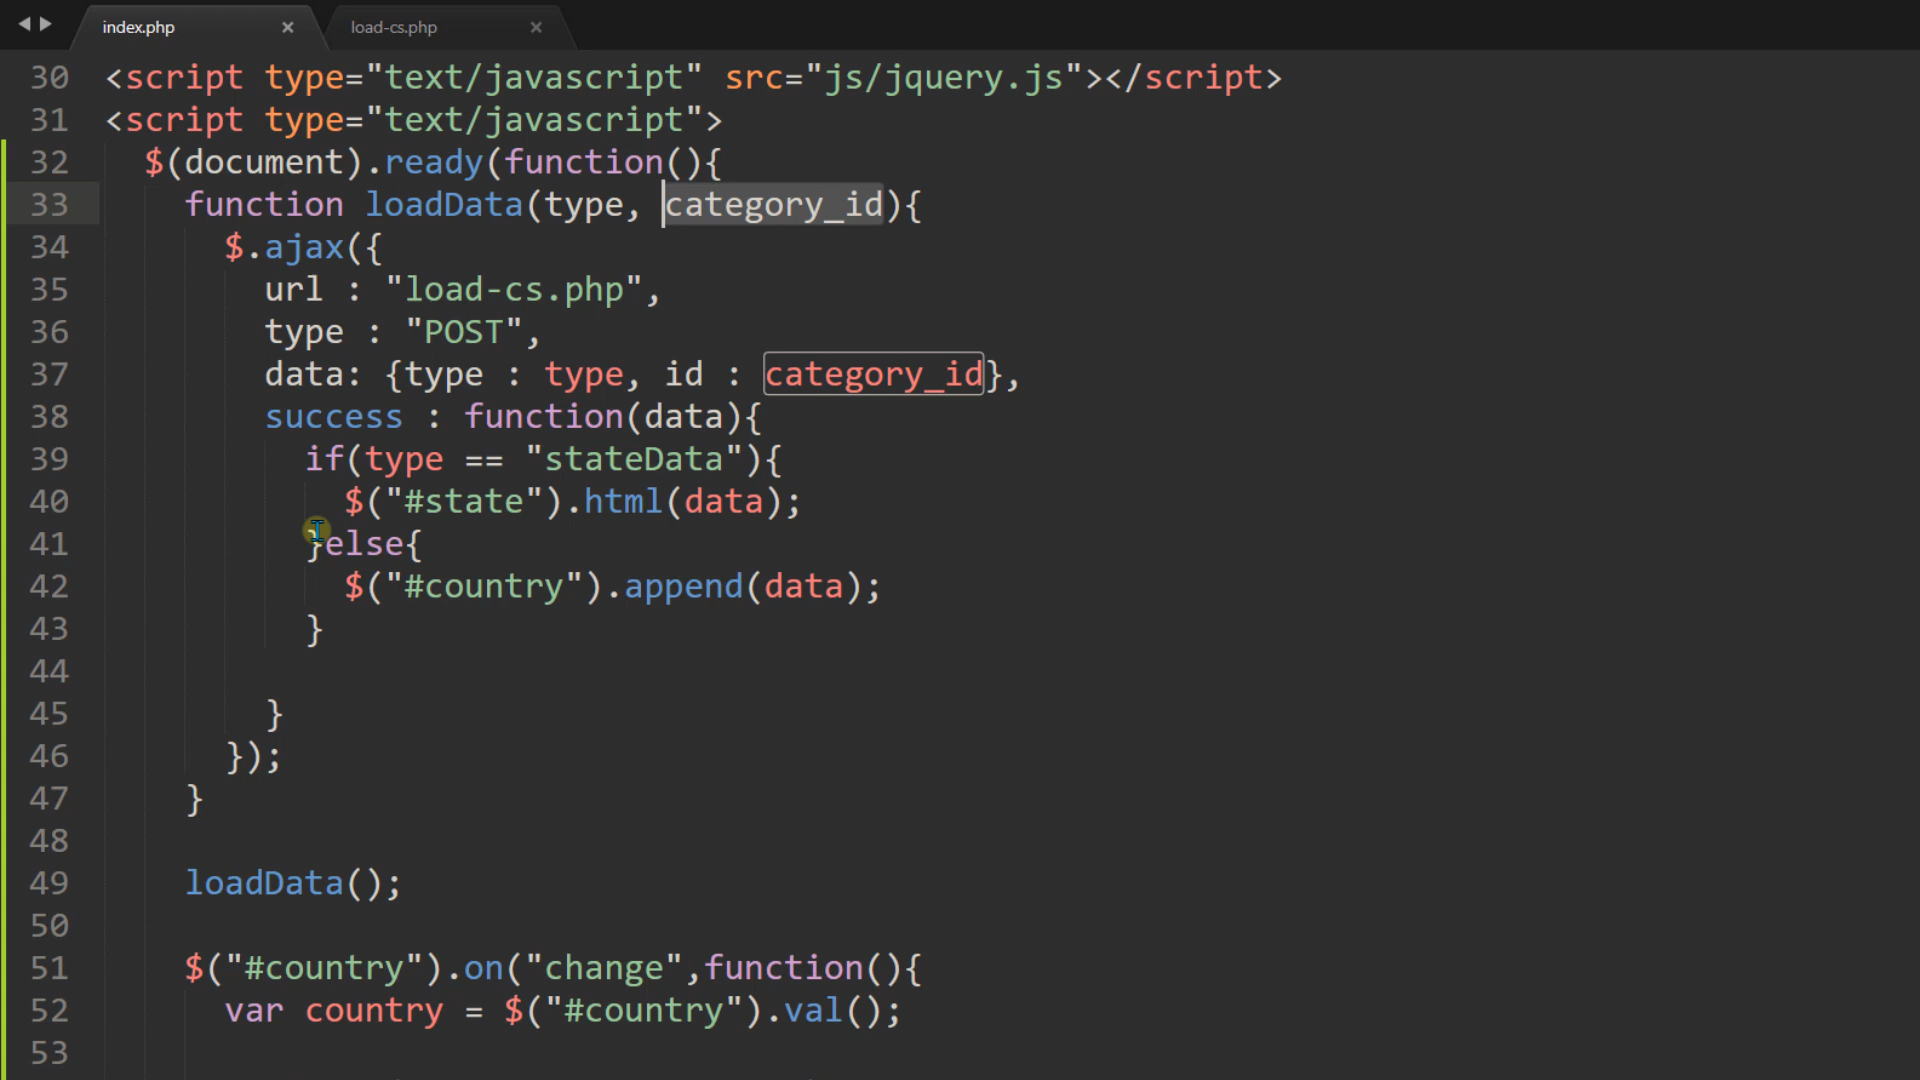 index.php × load-cs.php ×
30 <script type="text/javascript" src="js/jquery.js"></script>
31 <script type="text/javascript">
32 $(document).ready(function(){
33 function loadData(type, category_id){
34 $.ajax({
35 url : "load-cs.php",
36 type : "POST",
37 data: {type : type, id : category_id},
38 success : function(data){
39 if(type == "stateData"){
40 $("#state").html(data);
41 }else{
42 $("#country").append(data);
43 }
44
45 }
46 });
47 }
48
49 loadData();
50
51 $("#country").on("change",function(){
52 var country = $("#country").val();
53